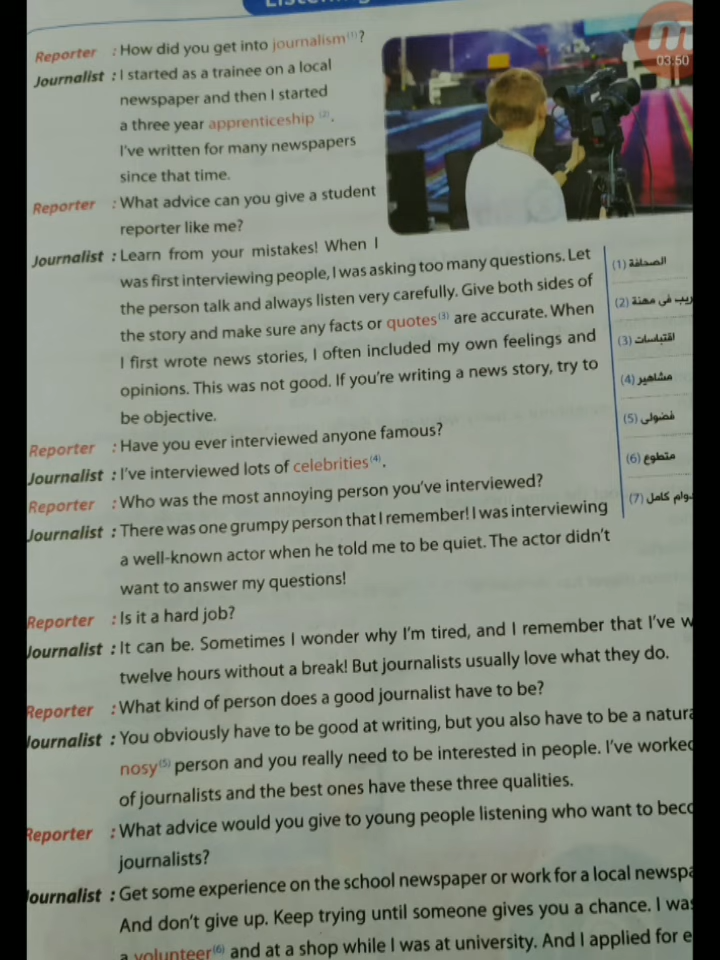 Listening
03:50
Reporter : How did you get into journalism(1)?
Journalist : I started as a trainee on a local
newspaper and then I started
a three year apprenticeship (2).
I've written for many newspapers
since that time.
Reporter : What advice can you give a student
reporter like me?
Journalist : Learn from your mistakes! When I
was first interviewing people, I was asking too many questions. Let
the person talk and always listen very carefully. Give both sides of
the story and make sure any facts or quotes(3) are accurate. When
I first wrote news stories, I often included my own feelings and
opinions. This was not good. If you're writing a news story, try to
be objective.
Reporter : Have you ever interviewed anyone famous?
Journalist : I've interviewed lots of celebrities(4).
Reporter : Who was the most annoying person you've interviewed?
Journalist : There was one grumpy person that I remember! I was interviewing
a well-known actor when he told me to be quiet. The actor didn't
want to answer my questions!
Reporter : Is it a hard job?
Journalist : It can be. Sometimes I wonder why I'm tired, and I remember that I've w
twelve hours without a break! But journalists usually love what they do.
Reporter : What kind of person does a good journalist have to be?
Journalist : You obviously have to be good at writing, but you also have to be a natura
nosy(5) person and you really need to be interested in people. I've worked
of journalists and the best ones have these three qualities.
Reporter : What advice would you give to young people listening who want to beco
journalists?
Journalist : Get some experience on the school newspaper or work for a local newspa
And don't give up. Keep trying until someone gives you a chance. I was
a volunteer(6) and at a shop while I was at university. And I applied for e
(1) الصحافة
(2) ريب فى مهنة
(3) اقتباسات
(4) مشاهير
(5) فضولى
(6) متطوع
(7) دوام كامل